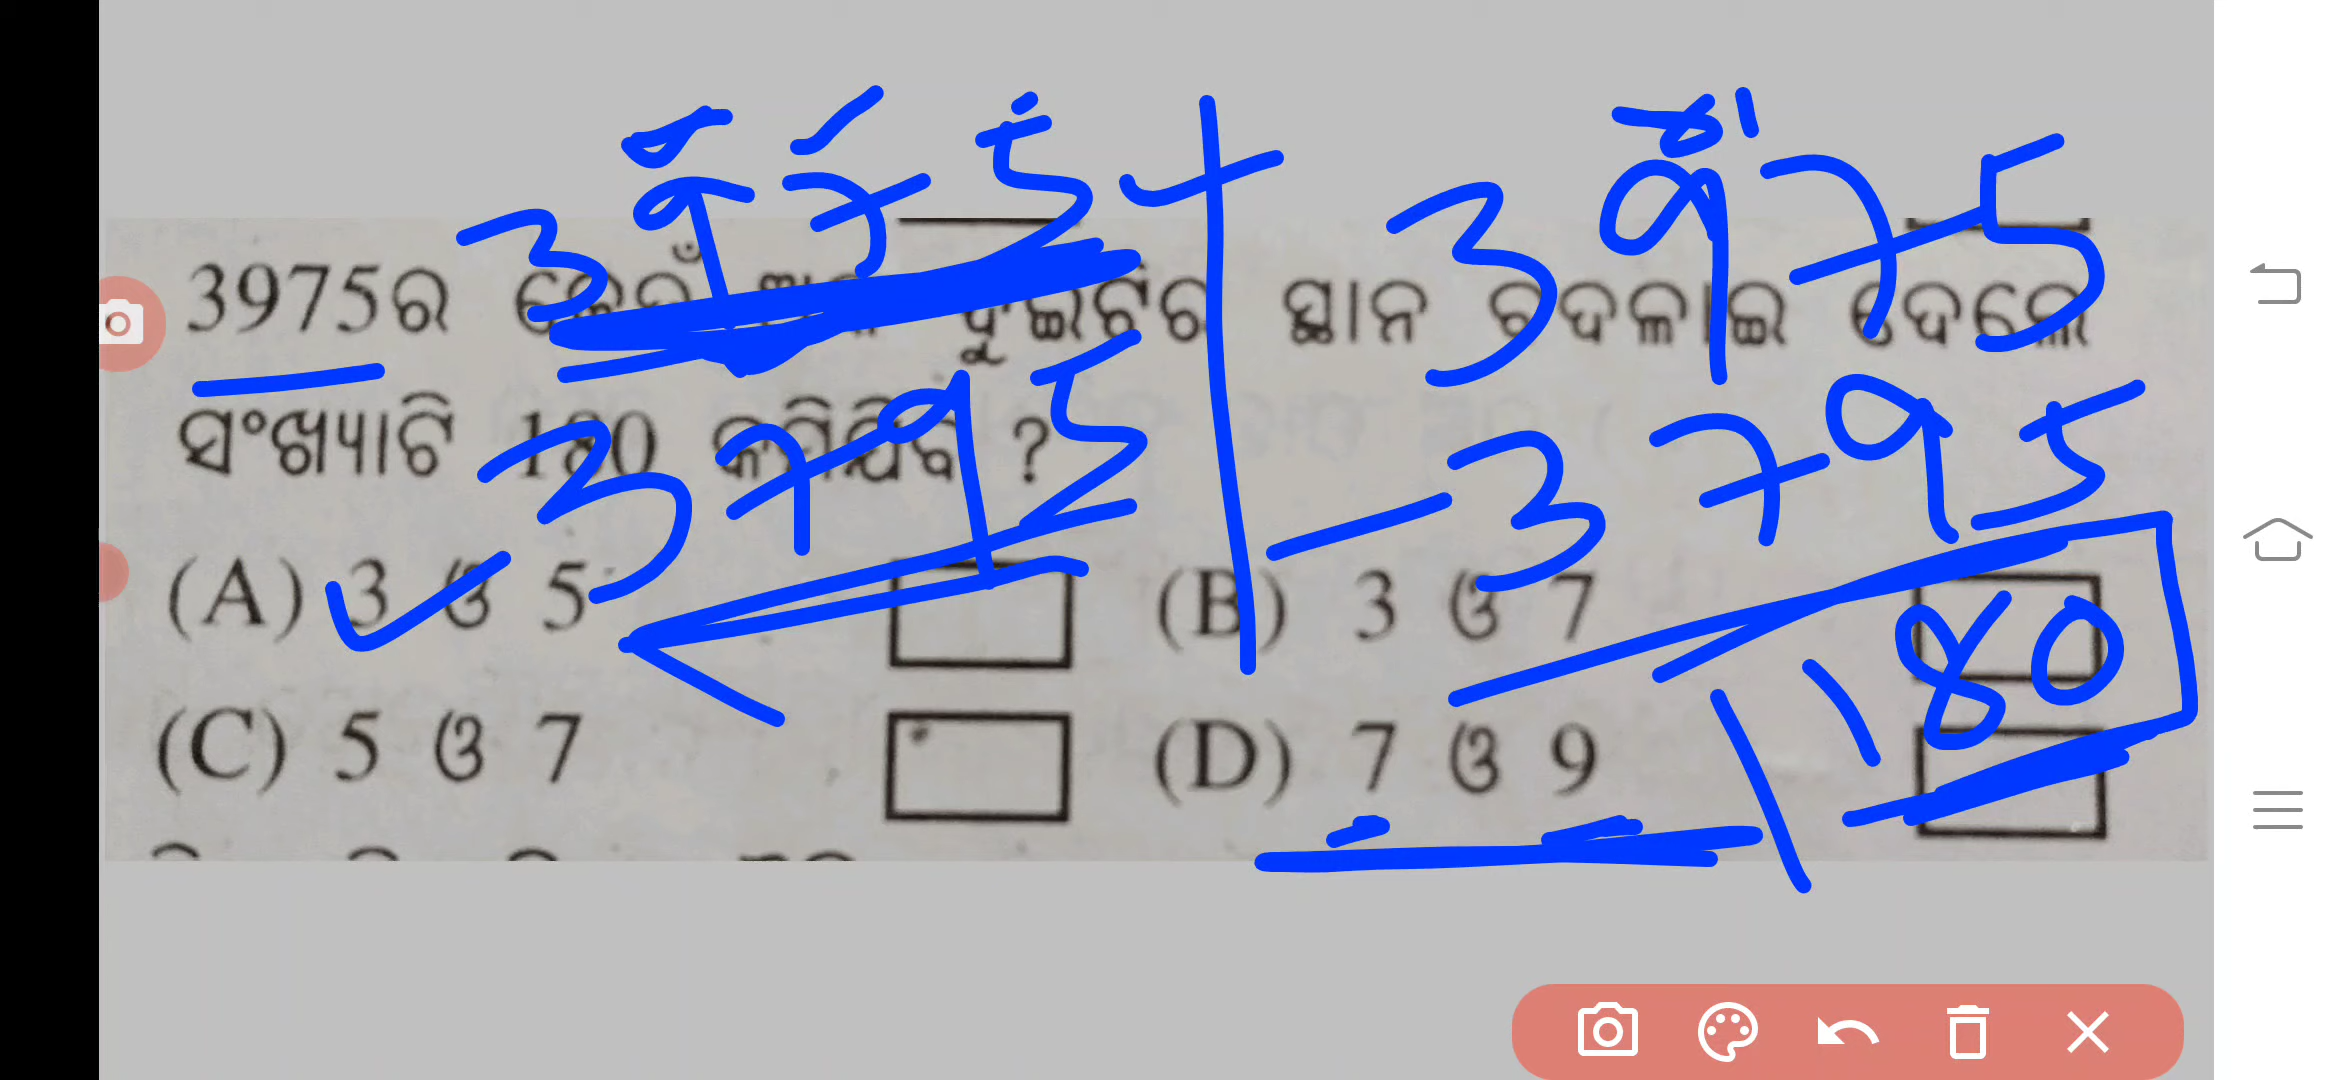 3975 3975
3975ର କେଉଁ ଦୁଇଟିର ସ୍ଥାନ ବଦଳାଇ ଦେଲେ
3795 -3795
ସଂଖ୍ୟାଟି 180 କମିଯିବ ?
180
(A) 3 ଓ 5 (B) 3 ଓ 7
(C) 5 ଓ 7 (D) 7 ଓ 9